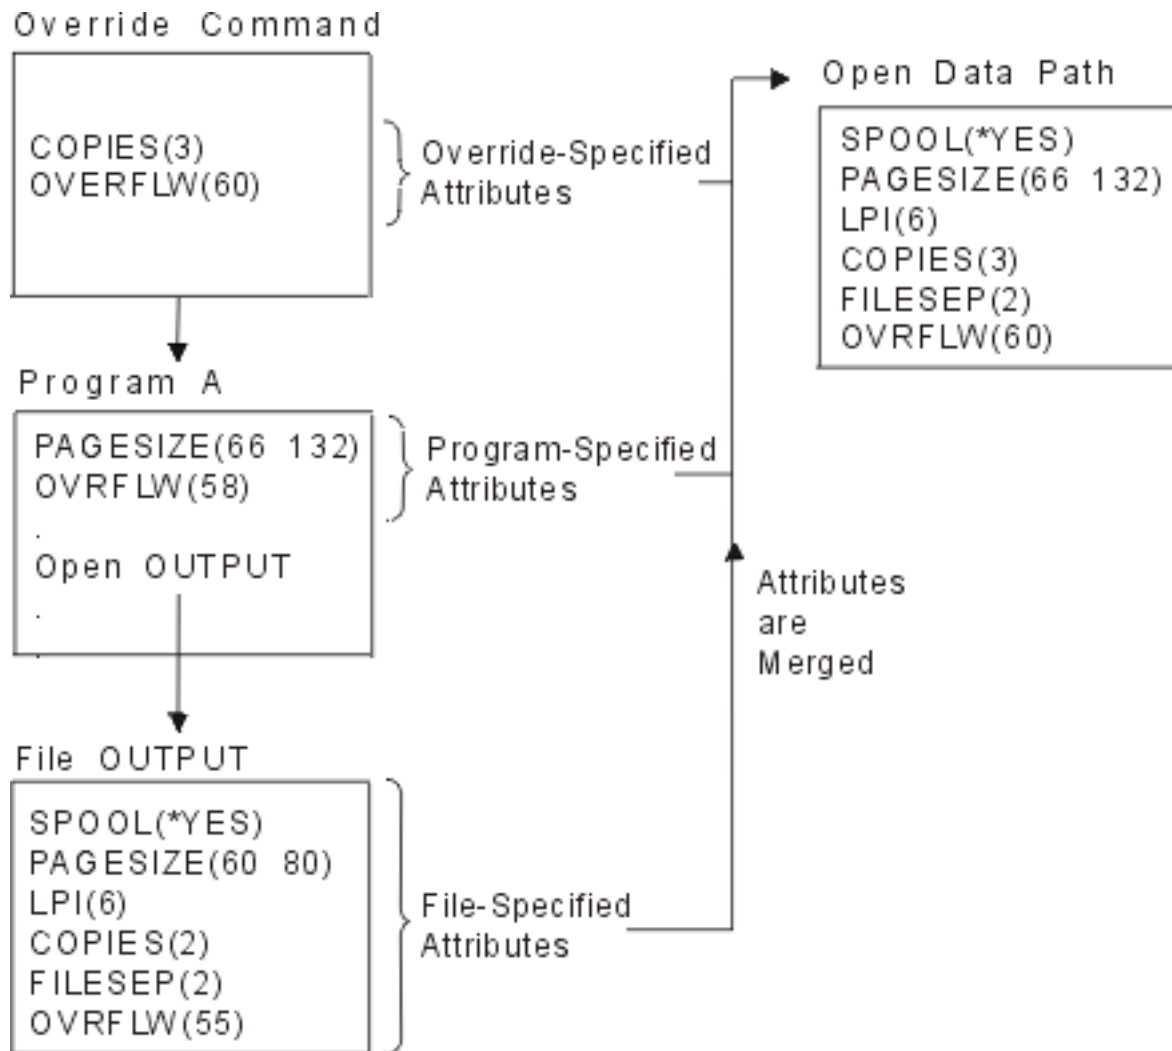 Override Command
COPIES(3)
OVERFLW(60)
Override-Specified
Attributes
Program A
PAGESIZE(66 132)
OVRFLW(58)
.
Open OUTPUT
.
.
Program-Specified
Attributes
File OUTPUT
SPOOL(*YES)
PAGESIZE(60 80)
LPI(6)
COPIES(2)
FILESEP(2)
OVRFLW(55)
File-Specified
Attributes
Attributes
are
Merged
Open Data Path
SPOOL(*YES)
PAGESIZE(66 132)
LPI(6)
COPIES(3)
FILESEP(2)
OVRFLW(60)